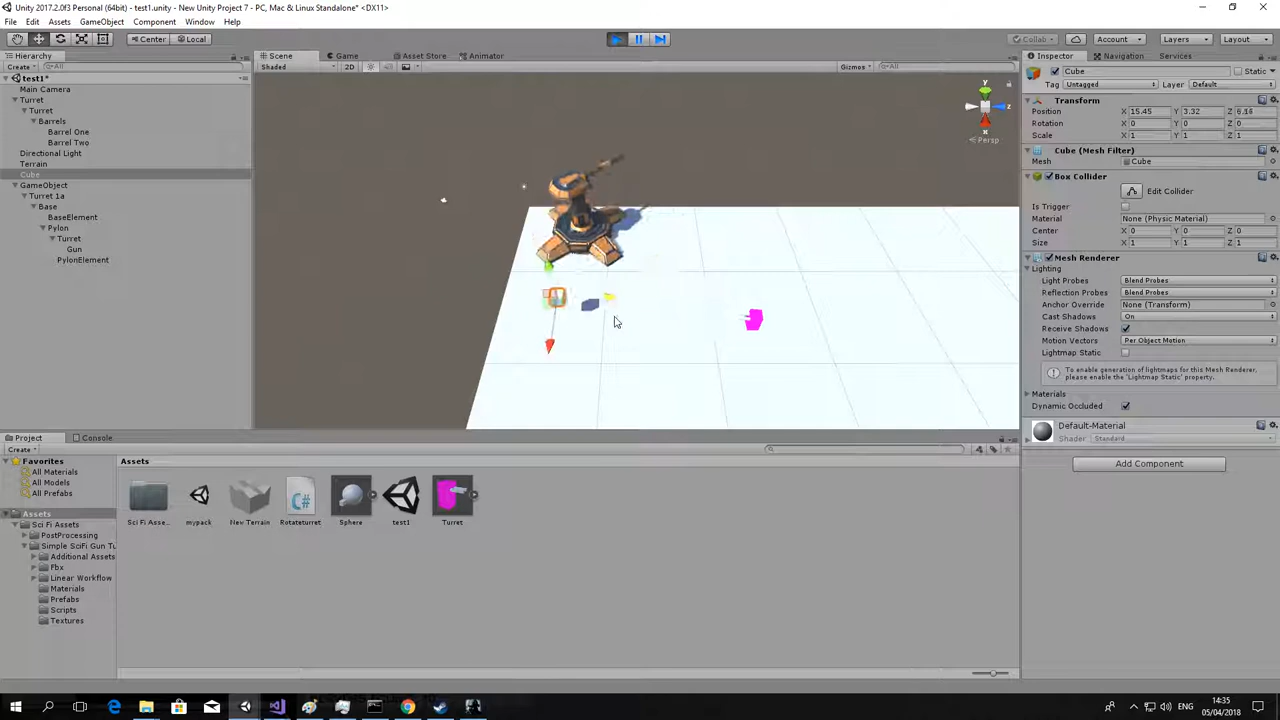 Unity 2017.2.0f3 Personal (64bit) - test1.unity - New Unity Project 7 - PC, Mac & Linux Standalone* <DX11>
File Edit Assets GameObject Component Window Help
Center Local Collab Account Layers Layout
Hierarchy Scene Game Asset Store Animator Inspector Navigation Services
Create All Shaded 2D Gizmos All Cube Static
test1* Tag Untagged Layer Default
Main Camera
Turret Transform
Turret Position X 15.45 Y 3.32 Z 6.16
Barrels Rotation X 0 Y 0 Z 0
Barrel One Scale X 1 Y 1 Z 1
Barrel Two
y
z
x
Persp
Directional Light Cube (Mesh Filter)
Terrain Mesh Cube
Cube Box Collider
GameObject Edit Collider
Turret 1a
Base Is Trigger
BaseElement Material None (Physic Material)
Pylon Center X 0 Y 0 Z 0
Turret Size X 1 Y 1 Z 1
Gun Mesh Renderer
PylonElement Lighting
Light Probes Blend Probes
Reflection Probes Blend Probes
Anchor Override None (Transform)
Cast Shadows On
Receive Shadows
Motion Vectors Per Object Motion
Lightmap Static
To enable generation of lightmaps for this Mesh Renderer, please enable the 'Lightmap Static' property.
Materials
Dynamic Occluded
Default-Material
Shader Standard
Add Component
Project Console
Create
Favorites
All Materials
All Models
All Prefabs
Assets
Sci Fi Assets
PostProcessing
Simple SciFi Gun Tu
Additional Assets
Fbx
Linear Workflow
Materials
Prefabs
Scripts
Textures
Assets
Sci Fi Asse... mypack New Terrain Rotateturret Sphere test1 Turret
C#
14:35
05/04/2018